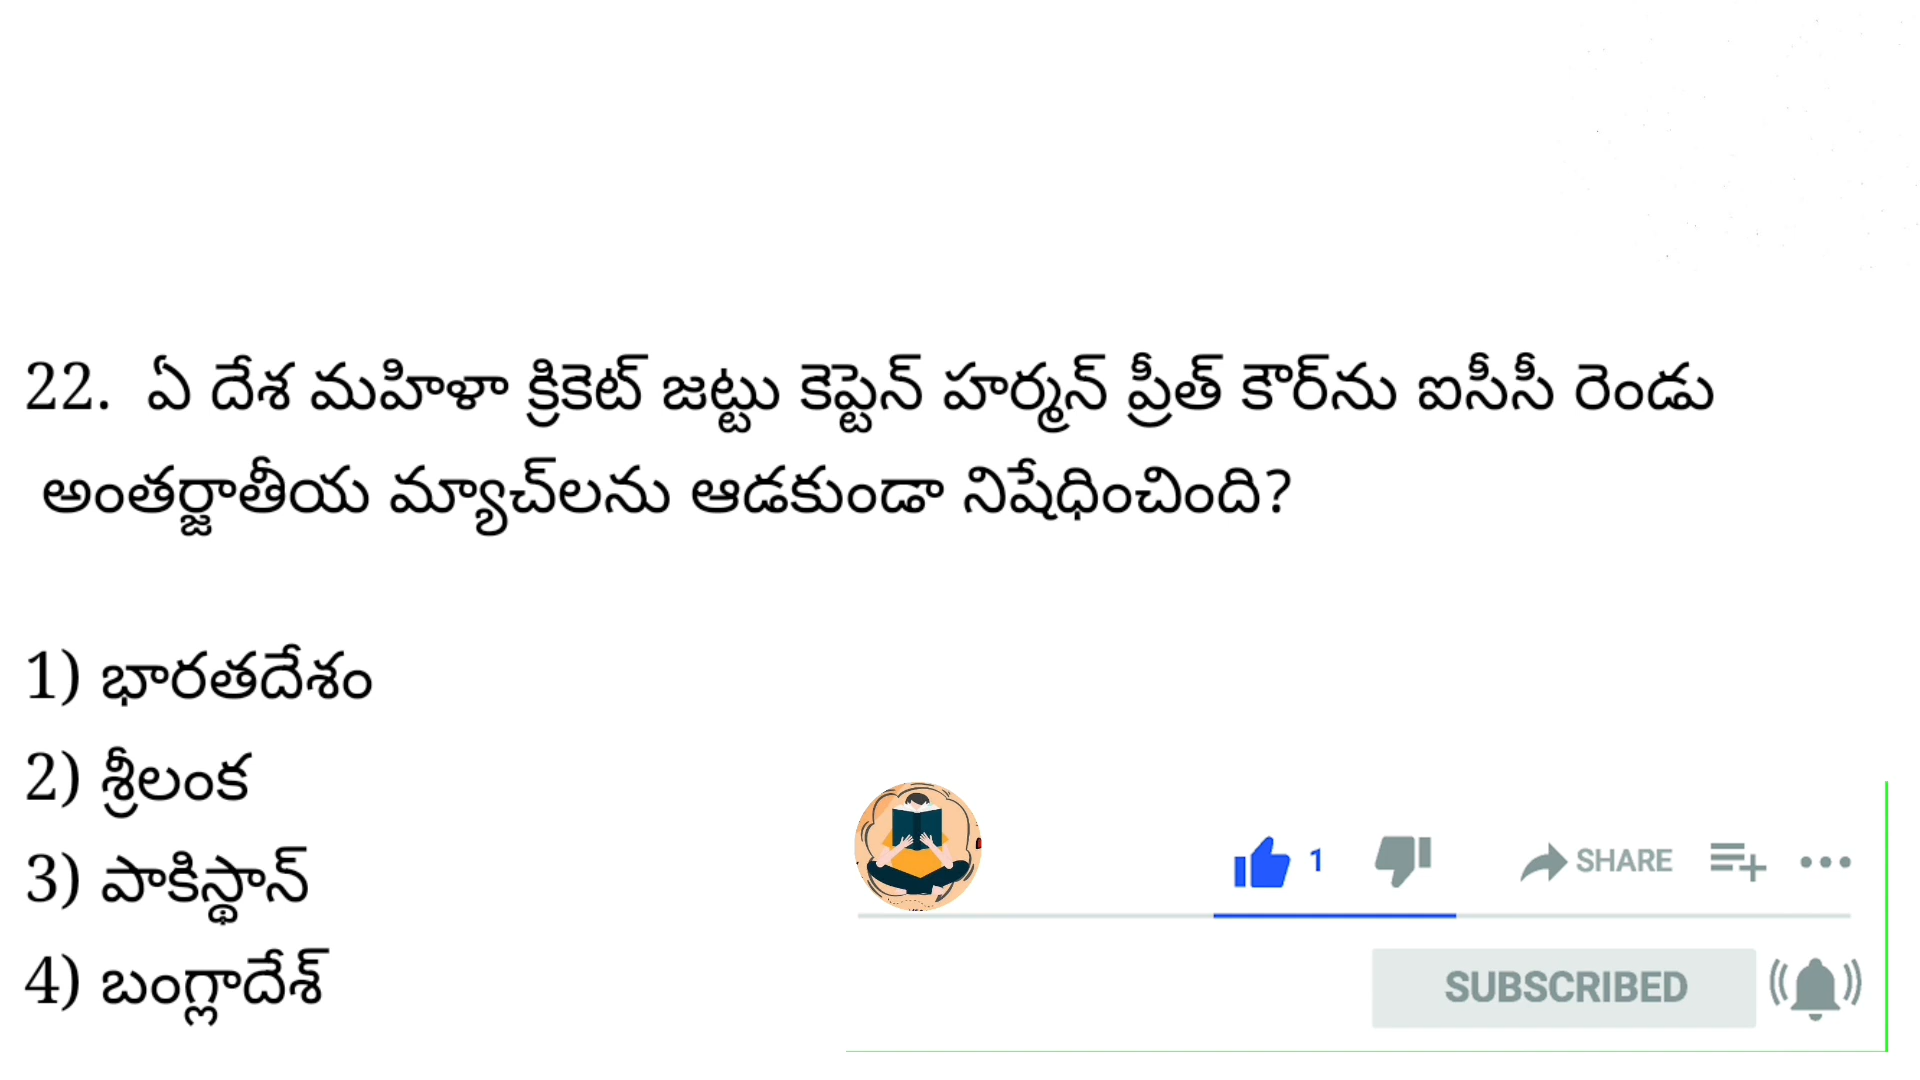 22. ఏ దేశ మహిళా క్రికెట్ జట్టు కెప్టెన్ హర్మన్ ప్రీత్ కౌర్‌ను ఐసీసీ రెండు
అంతర్జాతీయ మ్యాచ్‌లను ఆడకుండా నిషేధించింది?
1) భారతదేశం
2) శ్రీలంక
3) పాకిస్థాన్
4) బంగ్లాదేశ్
1 SHARE
SUBSCRIBED